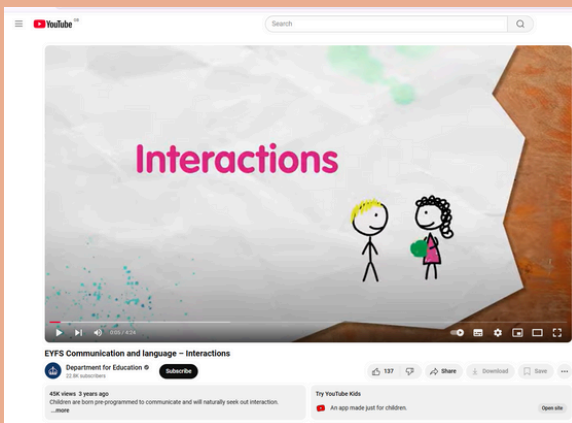 YouTube GB
Search
Interactions
0:05 / 4:24
EYFS Communication and language – Interactions
Department for Education
22.8K subscribers
Subscribe
137
Share
Download
Save
45K views 3 years ago
Children are born pre-programmed to communicate and will naturally seek out interaction.
...more
Try YouTube Kids
An app made just for children.
Open site